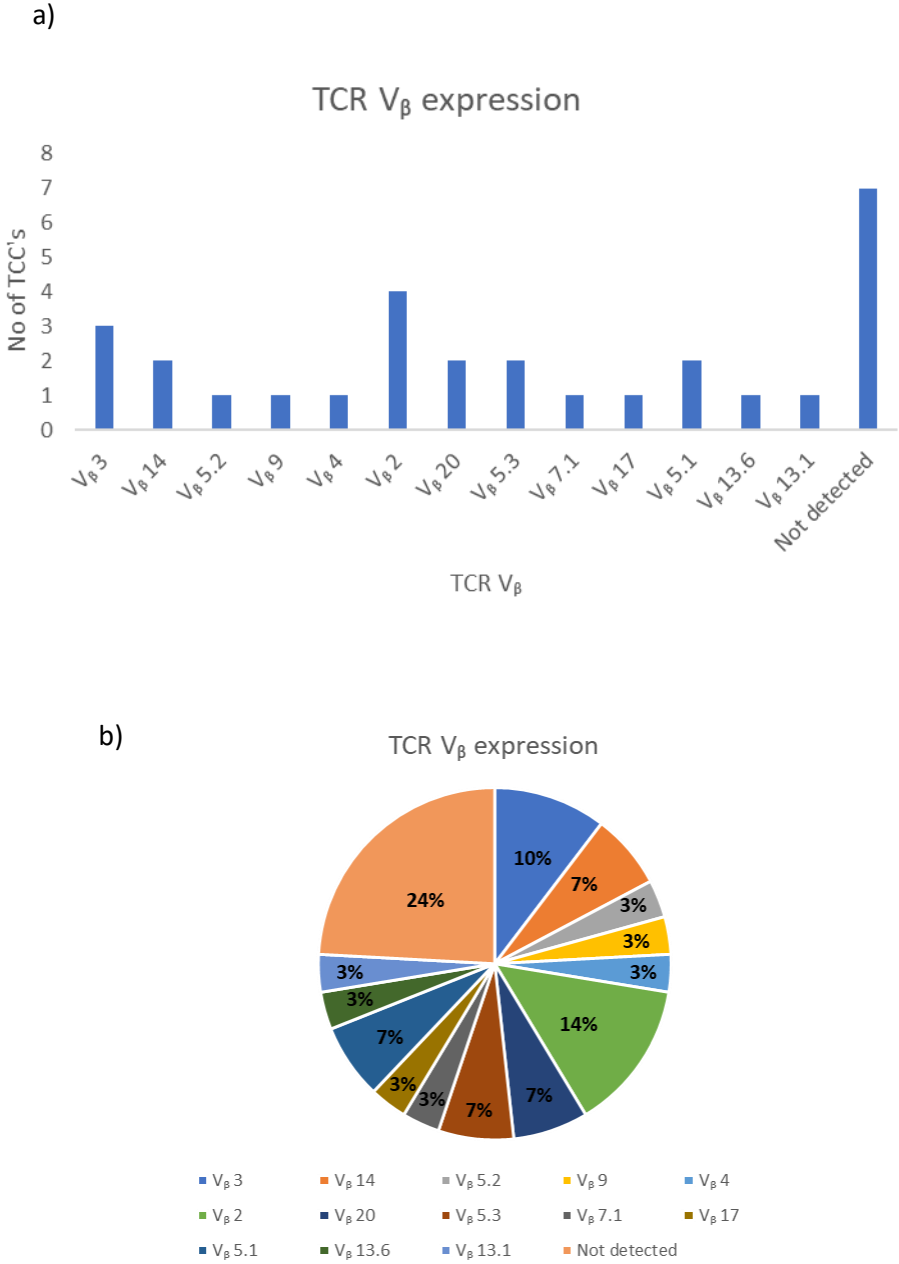 a)
TCR Vᵦ expression
8
7
6
5
4
3
2
1
0
No of TCC's
Vᵦ 3
Vᵦ 14
Vᵦ 5.2
Vᵦ 9
Vᵦ 4
Vᵦ 2
Vᵦ 20
Vᵦ 5.3
Vᵦ 7.1
Vᵦ 17
Vᵦ 5.1
Vᵦ 13.6
Vᵦ 13.1
Not detected
TCR Vᵦ
b)
TCR Vᵦ expression
10%
7%
3%
3%
3%
14%
7%
7%
3%
3%
7%
3%
3%
24%
Vᵦ 3 Vᵦ 14 Vᵦ 5.2 Vᵦ 9 Vᵦ 4
Vᵦ 2 Vᵦ 20 Vᵦ 5.3 Vᵦ 7.1 Vᵦ 17
Vᵦ 5.1 Vᵦ 13.6 Vᵦ 13.1 Not detected